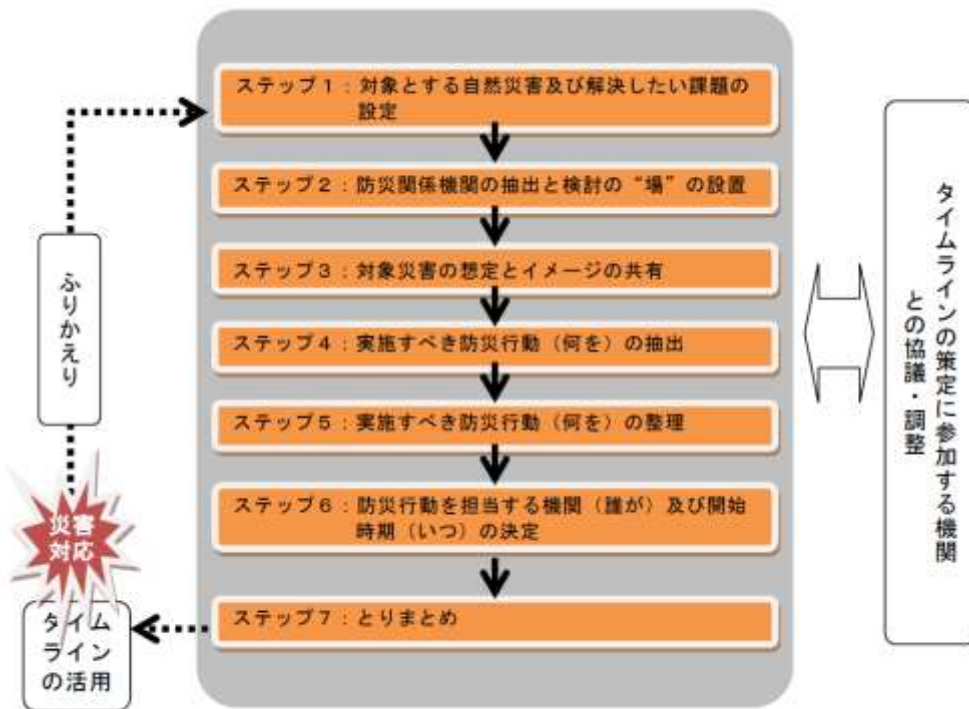 ステップ１：対象とする自然災害及び解決したい課題の
設定
ステップ２：防災関係機関の抽出と検討の“場”の設置
ステップ３：対象災害の想定とイメージの共有
ステップ４：実施すべき防災行動（何を）の抽出
ステップ５：実施すべき防災行動（何を）の整理
ステップ６：防災行動を担当する機関（誰が）及び開始
時期（いつ）の決定
ステップ７：とりまとめ
タイム
ラインの活用
災害
対応
ふりかえり
タイムラインの策定に参加する機関
との協議・調整